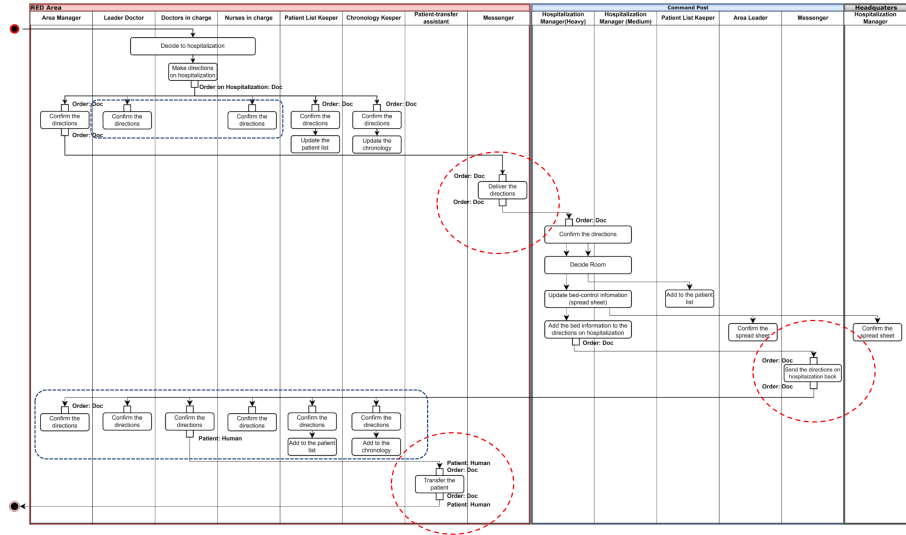 RED Area
Command Post
Headquaters
Area Manager
Leader Doctor
Doctors in charge
Nurses in charge
Patient List Keeper
Chronology Keeper
Patient-transfer
assistant
Messenger
Hospitalization
Manager(Heavy)
Hospitalization
Manager (Medium)
Patient List Keeper
Area Leader
Messenger
Hospitalization
Manager
Decide to hospitalization
Make directions
on hospitalization
Order on Hospitalization: Doc
Order: Doc
Order: Doc
Order: Doc
Confirm the
directions
Confirm the
directions
Confirm the
directions
Confirm the
directions
Confirm the
directions
Order: Doc
Update the
patient list
Update the
chronology
Order: Doc
Deliver the
directions
Order: Doc
Order: Doc
Confirm the directions
Decide Room
Update bed-control infomation
(spread sheet)
Add to the patient
list
Add the bed information to the
directions on hospitalization
Confirm the
spread sheet
Confirm the
spread sheet
Order: Doc
Order: Doc
Send the directions on
hospitalzation back
Order: Doc
Order: Doc
Confirm the
directions
Confirm the
directions
Confirm the
directions
Confirm the
directions
Confirm the
directions
Confirm the
directions
Patient: Human
Add to the patient
list
Add to the
chronology
Patient: Human
Order: Doc
Transfer the
patient
Order: Doc
Patient: Human